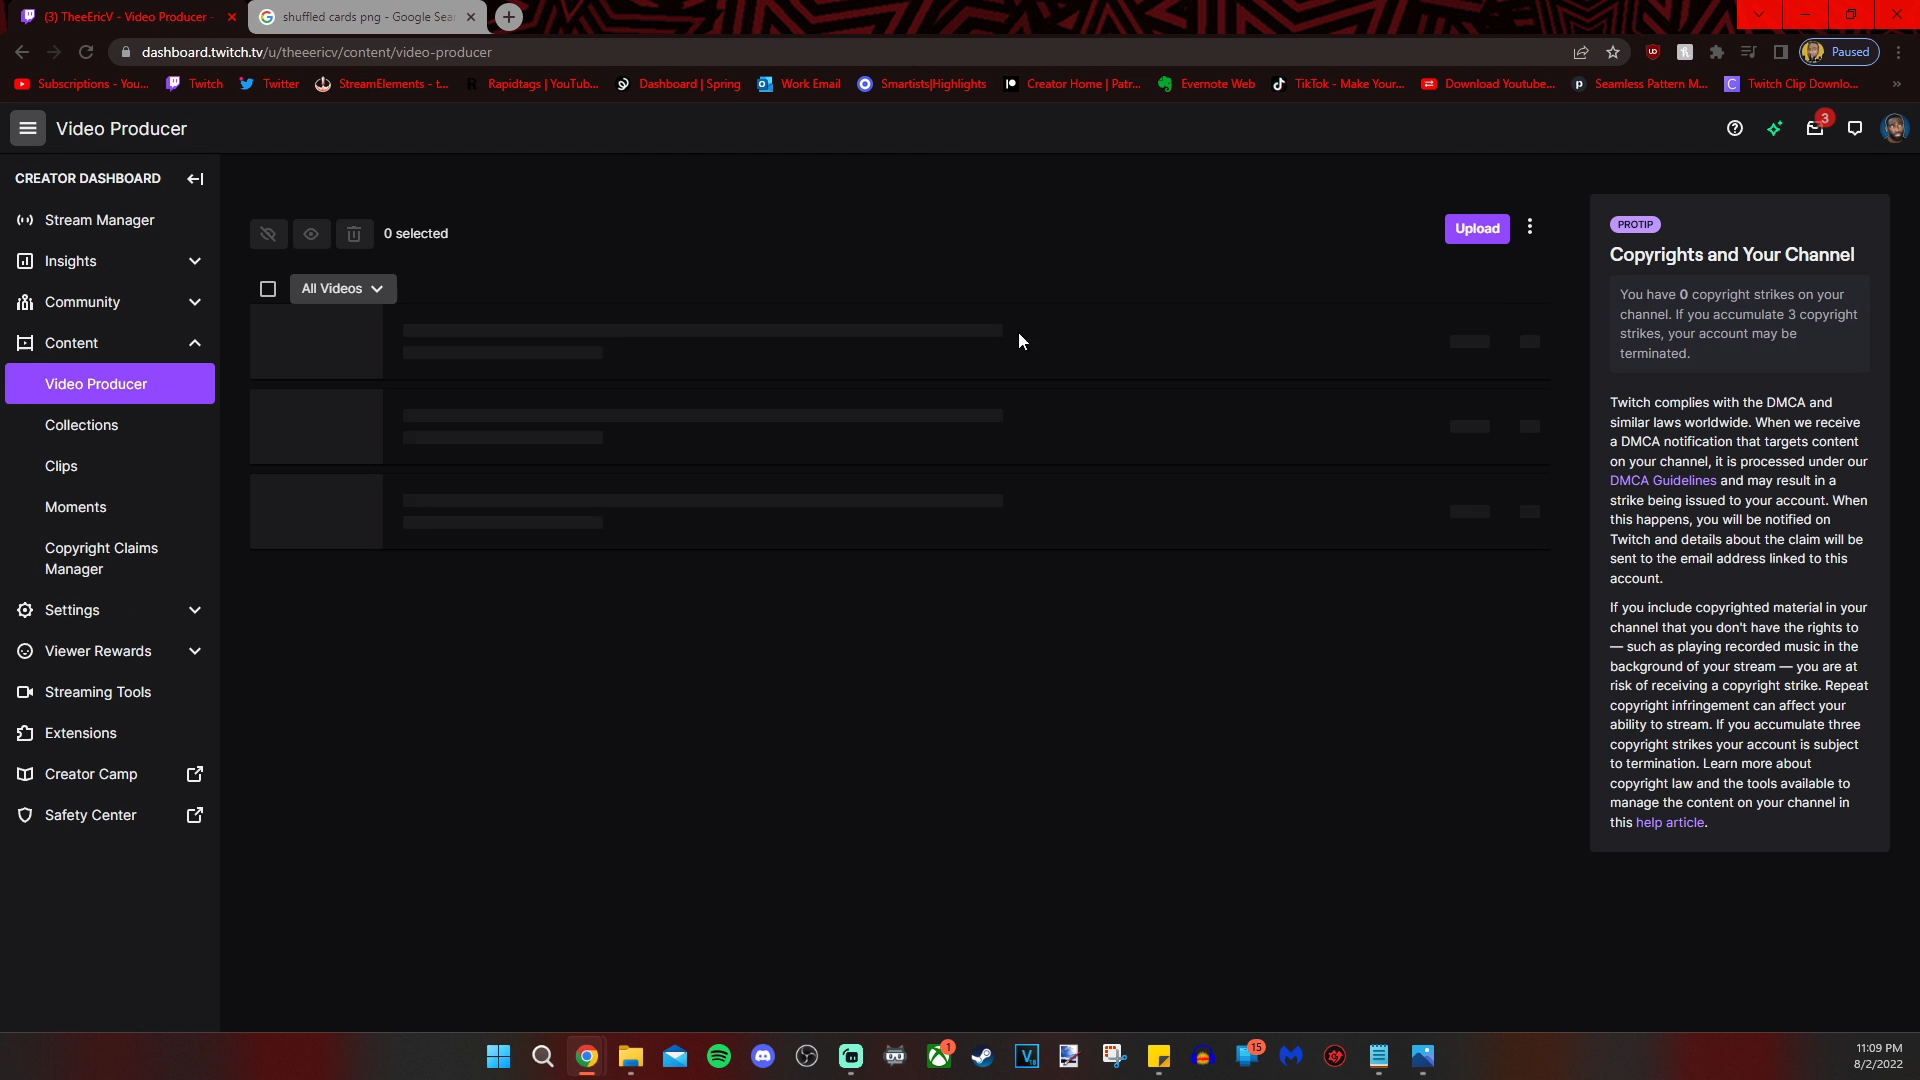 (3) TheeEricV - Video Producer -
shuffled cards png - Google Sear
dashboard.twitch.tv/u/theeericv/content/video-producer
Paused
Subscriptions - You...
Twitch
Twitter
StreamElements - t...
Rapidtags | YouTub...
Dashboard | Spring
Work Email
Smartists|Highlights
Creator Home | Patr...
Evernote Web
TikTok - Make Your...
Download Youtube...
Seamless Pattern M...
Twitch Clip Downlo...
Video Producer
3
CREATOR DASHBOARD
Stream Manager
Insights
Community
Content
Video Producer
Collections
Clips
Moments
Copyright Claims
Manager
Settings
Viewer Rewards
Streaming Tools
Extensions
Creator Camp
Safety Center
0 selected
Upload
All Videos
PROTIP
Copyrights and Your Channel
You have 0 copyright strikes on your
channel. If you accumulate 3 copyright
strikes, your account may be
terminated.
Twitch complies with the DMCA and
similar laws worldwide. When we receive
a DMCA notification that targets content
on your channel, it is processed under our
DMCA Guidelines and may result in a
strike being issued to your account. When
this happens, you will be notified on
Twitch and details about the claim will be
sent to the email address linked to this
account.
If you include copyrighted material in your
channel that you don't have the rights to
— such as playing recorded music in the
background of your stream — you are at
risk of receiving a copyright strike. Repeat
copyright infringement can affect your
ability to stream. If you accumulate three
copyright strikes your account is subject
to termination. Learn more about
copyright law and the tools available to
manage the content on your channel in
this help article.
1
15
11:09 PM
8/2/2022